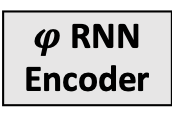 φ RNN
Encoder